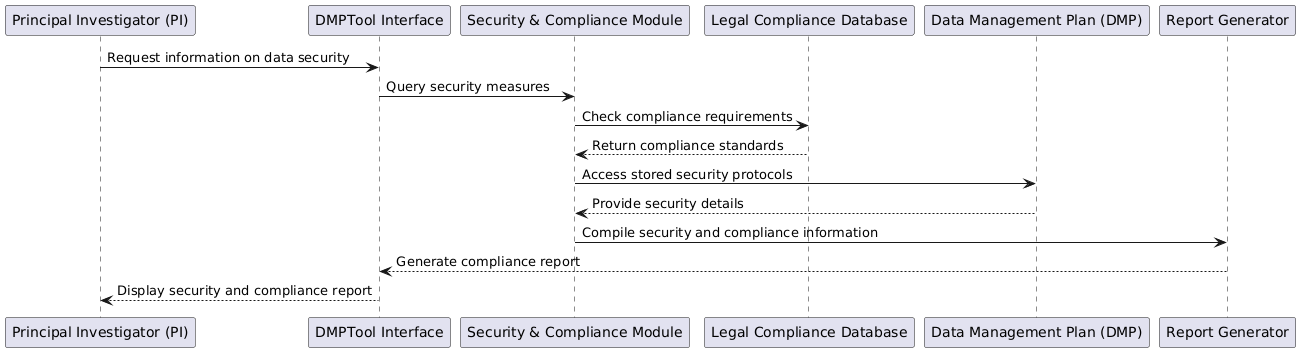 Principal Investigator (PI) DMPTool Interface Security & Compliance Module Legal Compliance Database Data Management Plan (DMP) Report Generator
Request information on data security
Query security measures
Check compliance requirements
Return compliance standards
Access stored security protocols
Provide security details
Compile security and compliance information
Generate compliance report
Display security and compliance report
Principal Investigator (PI) DMPTool Interface Security & Compliance Module Legal Compliance Database Data Management Plan (DMP) Report Generator